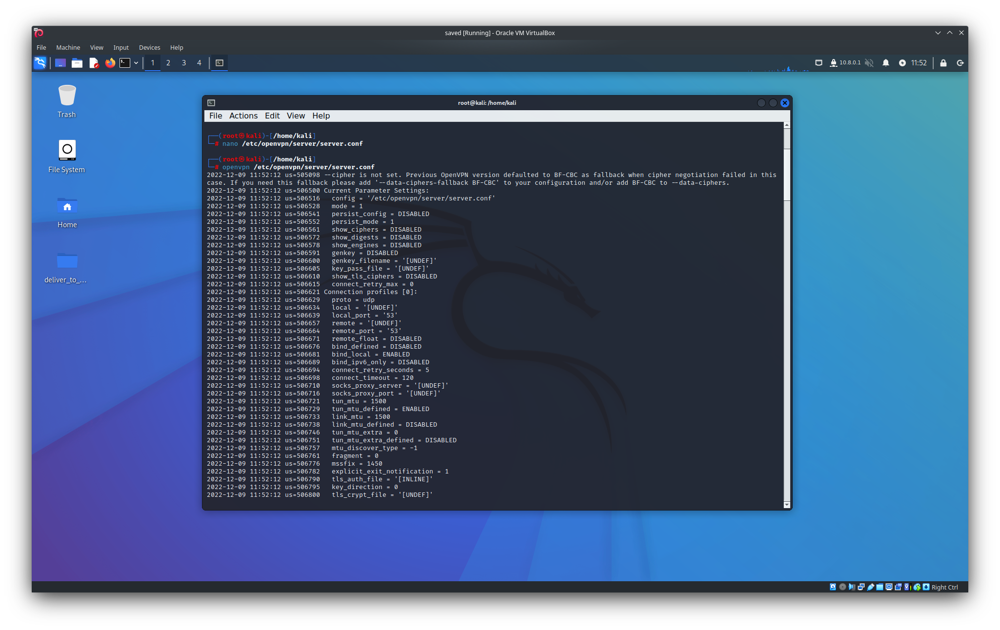 saved [Running] - Oracle VM VirtualBox
File Machine View Input Devices Help
1 2 3 4
10.8.0.1 11:52
Trash
File System
Home
deliver_to_...
root@kali: /home/kali
File Actions Edit View Help
┌──(root㉿kali)-[/home/kali]
└─# nano /etc/openvpn/server/server.conf
┌──(root㉿kali)-[/home/kali]
└─# openvpn /etc/openvpn/server/server.conf
2022-12-09 11:52:12 us=505098 --cipher is not set. Previous OpenVPN version defaulted to BF-CBC as fallback when cipher negotiation failed in this
case. If you need this fallback please add '--data-ciphers-fallback BF-CBC' to your configuration and/or add BF-CBC to --data-ciphers.
2022-12-09 11:52:12 us=506500 Current Parameter Settings:
2022-12-09 11:52:12 us=506516   config = '/etc/openvpn/server/server.conf'
2022-12-09 11:52:12 us=506528   mode = 1
2022-12-09 11:52:12 us=506541   persist_config = DISABLED
2022-12-09 11:52:12 us=506552   persist_mode = 1
2022-12-09 11:52:12 us=506561   show_ciphers = DISABLED
2022-12-09 11:52:12 us=506572   show_digests = DISABLED
2022-12-09 11:52:12 us=506578   show_engines = DISABLED
2022-12-09 11:52:12 us=506591   genkey = DISABLED
2022-12-09 11:52:12 us=506600   genkey_filename = '[UNDEF]'
2022-12-09 11:52:12 us=506605   key_pass_file = '[UNDEF]'
2022-12-09 11:52:12 us=506610   show_tls_ciphers = DISABLED
2022-12-09 11:52:12 us=506615   connect_retry_max = 0
2022-12-09 11:52:12 us=506621 Connection profiles [0]:
2022-12-09 11:52:12 us=506629   proto = udp
2022-12-09 11:52:12 us=506634   local = '[UNDEF]'
2022-12-09 11:52:12 us=506639   local_port = '53'
2022-12-09 11:52:12 us=506657   remote = '[UNDEF]'
2022-12-09 11:52:12 us=506664   remote_port = '53'
2022-12-09 11:52:12 us=506671   remote_float = DISABLED
2022-12-09 11:52:12 us=506676   bind_defined = DISABLED
2022-12-09 11:52:12 us=506681   bind_local = ENABLED
2022-12-09 11:52:12 us=506689   bind_ipv6_only = DISABLED
2022-12-09 11:52:12 us=506694   connect_retry_seconds = 5
2022-12-09 11:52:12 us=506698   connect_timeout = 120
2022-12-09 11:52:12 us=506710   socks_proxy_server = '[UNDEF]'
2022-12-09 11:52:12 us=506716   socks_proxy_port = '[UNDEF]'
2022-12-09 11:52:12 us=506721   tun_mtu = 1500
2022-12-09 11:52:12 us=506729   tun_mtu_defined = ENABLED
2022-12-09 11:52:12 us=506733   link_mtu = 1500
2022-12-09 11:52:12 us=506738   link_mtu_defined = DISABLED
2022-12-09 11:52:12 us=506746   tun_mtu_extra = 0
2022-12-09 11:52:12 us=506751   tun_mtu_extra_defined = DISABLED
2022-12-09 11:52:12 us=506757   mtu_discover_type = -1
2022-12-09 11:52:12 us=506761   fragment = 0
2022-12-09 11:52:12 us=506776   mssfix = 1450
2022-12-09 11:52:12 us=506782   explicit_exit_notification = 1
2022-12-09 11:52:12 us=506790   tls_auth_file = '[INLINE]'
2022-12-09 11:52:12 us=506795   key_direction = 0
2022-12-09 11:52:12 us=506800   tls_crypt_file = '[UNDEF]'
Right Ctrl